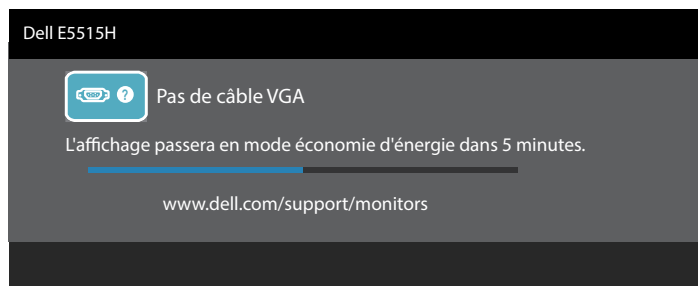 Dell E5515H
Pas de câble VGA
L'affichage passera en mode économie d'énergie dans 5 minutes.
www.dell.com/support/monitors